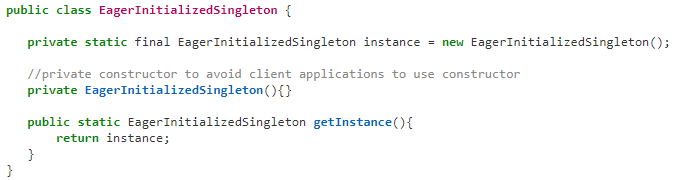 public class EagerInitializedSingleton {
private static final EagerInitializedSingleton instance = new EagerInitializedSingleton();
//private constructor to avoid client applications to use constructor
private EagerInitializedSingleton(){}
public static EagerInitializedSingleton getInstance(){
return instance;
}
}